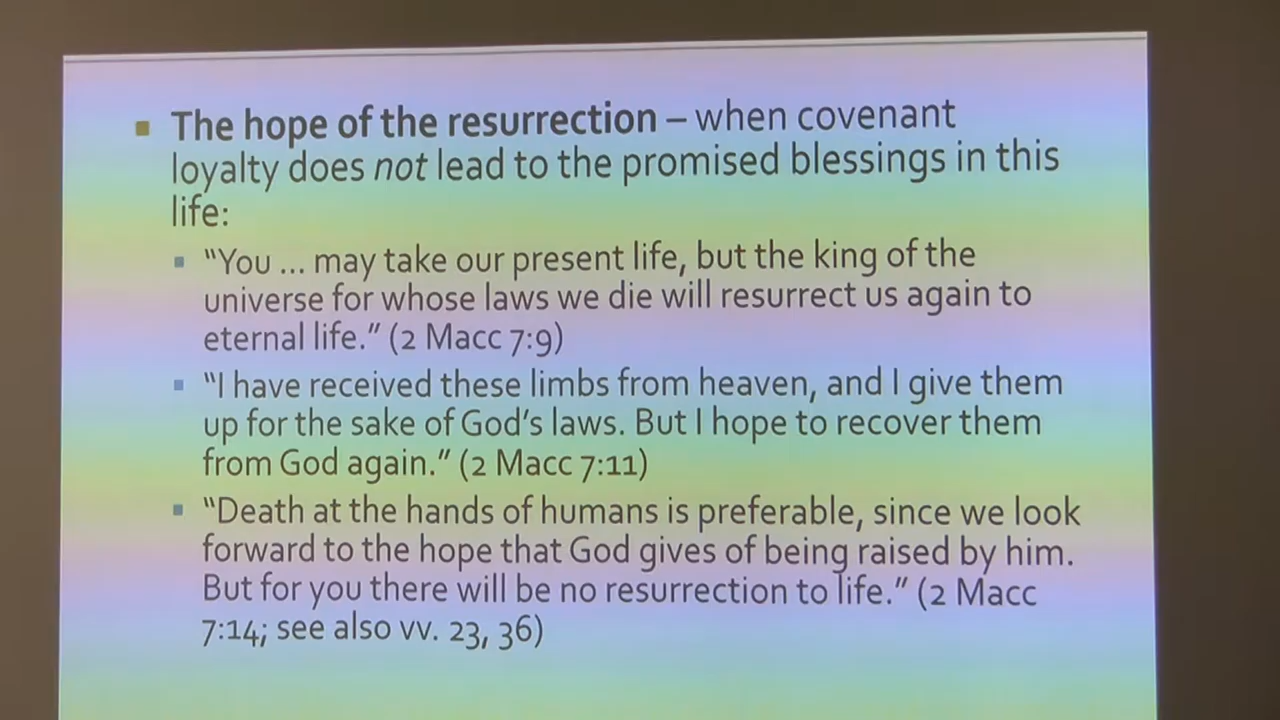 The hope of the resurrection – when covenant
loyalty does not lead to the promised blessings in this
life:
“You ... may take our present life, but the king of the
universe for whose laws we die will resurrect us again to
eternal life.” (2 Macc 7:9)
“I have received these limbs from heaven, and I give them
up for the sake of God’s laws. But I hope to recover them
from God again.” (2 Macc 7:11)
“Death at the hands of humans is preferable, since we look
forward to the hope that God gives of being raised by him.
But for you there will be no resurrection to life.” (2 Macc
7:14; see also vv. 23, 36)